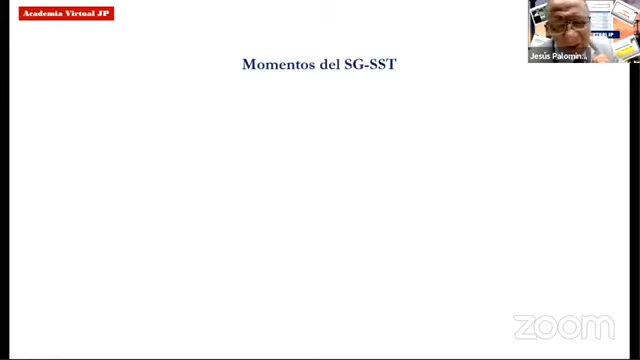 Academia Virtual JP
Momentos del SG-SST
Jesús Palomin...
zoom